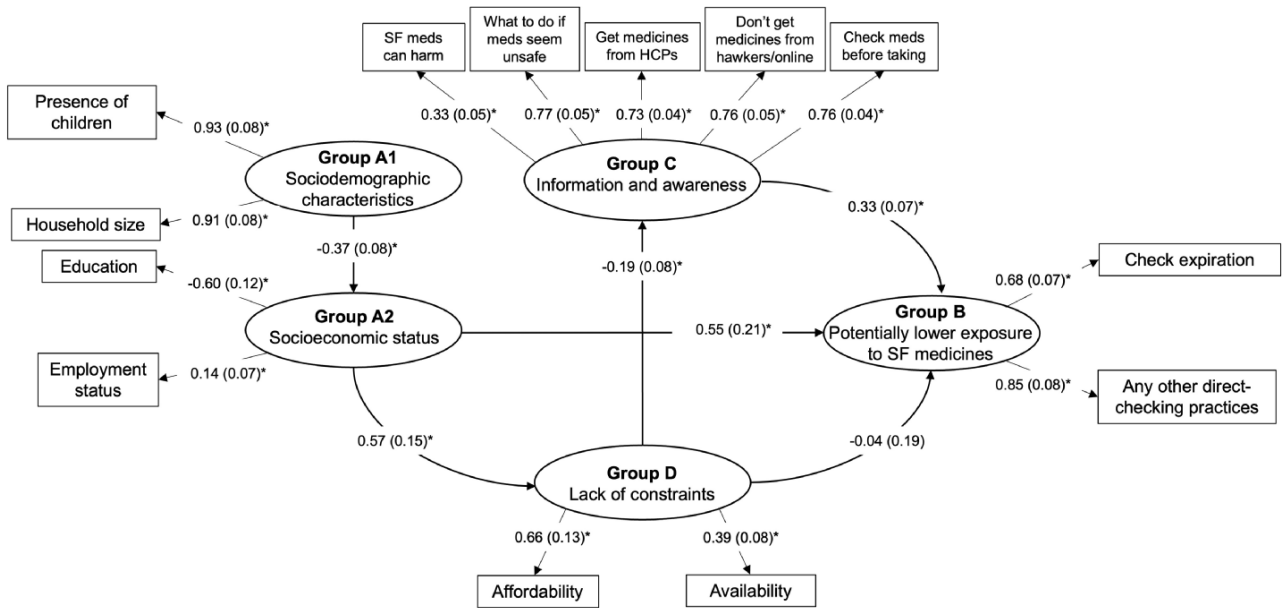 SF meds
can harm
What to do if
meds seem
unsafe
Get medicines
from HCPs
Don't get
medicines from
hawkers/online
Check meds
before taking
Presence of
children
0.93 (0.08)*
0.33 (0.05)*
0.77 (0.05)*
0.73 (0.04)*
0.76 (0.05)*
0.76 (0.04)*
Group A1
Sociodemographic
characteristics
Group C
Information and awareness
Household size
0.91 (0.08)*
0.33 (0.07)*
-0.37 (0.08)*
-0.19 (0.08)*
Education
-0.60 (0.12)*
Check expiration
0.68 (0.07)*
Group A2
Socioeconomic status
0.55 (0.21)*
Group B
Potentially lower exposure
to SF medicines
Employment
status
0.14 (0.07)*
0.85 (0.08)*
Any other direct-
checking practices
0.57 (0.15)*
-0.04 (0.19)
Group D
Lack of constraints
0.66 (0.13)*
0.39 (0.08)*
Affordability
Availability